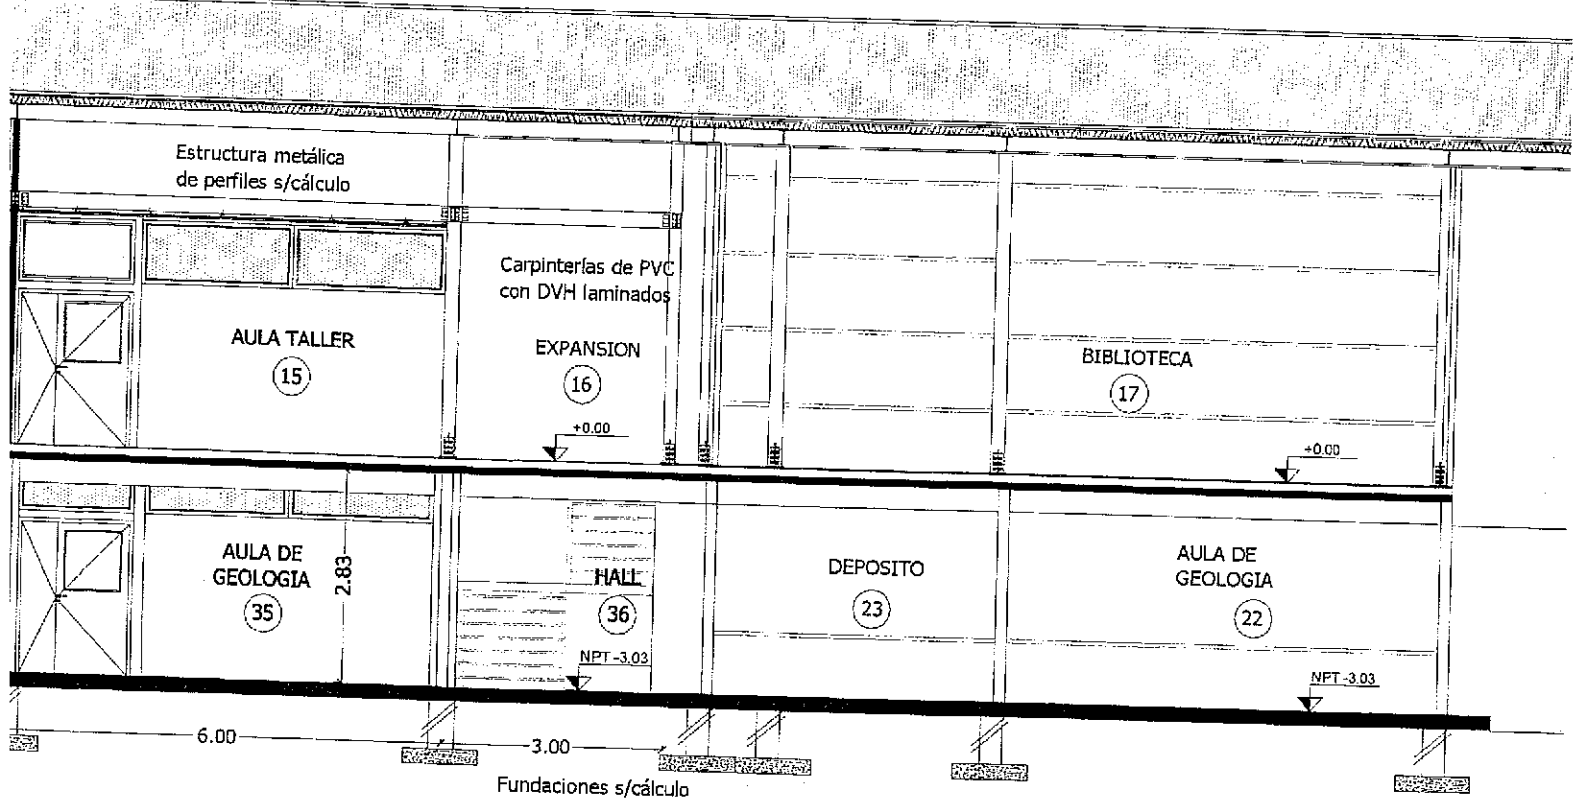 Estructura metálica
de perfiles s/cálculo
Carpinterías de PVC
con DVH laminados
AULA TALLER
15
EXPANSION
16
+0.00
BIBLIOTECA
17
+0.00
AULA DE
GEOLOGIA
35
2.83
HALL
36
NPT -3.03
DEPOSITO
23
AULA DE
GEOLOGIA
22
NPT -3.03
6.00
3.00
Fundaciones s/cálculo